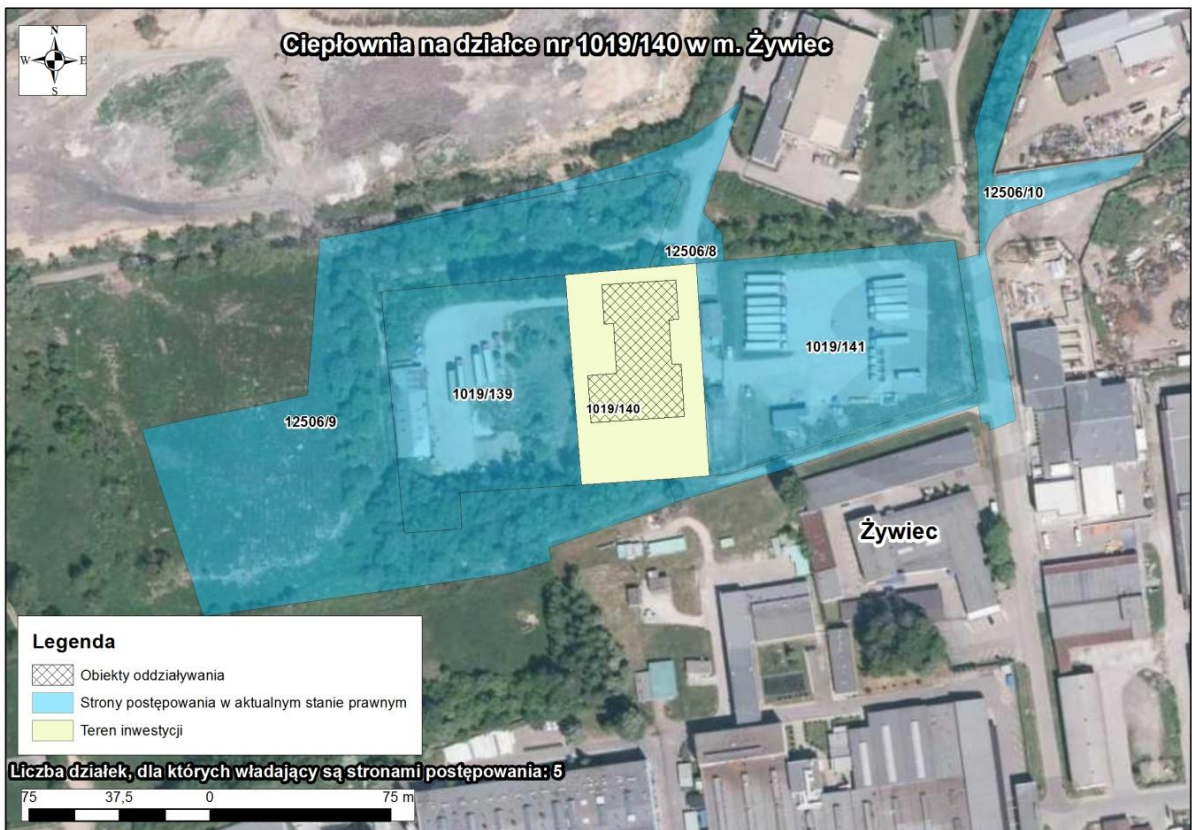 Ciepłownia na działce nr 1019/140 w m. Żywiec
N
W E
S
12506/10
12506/8
1019/141
1019/139
1019/140
12506/9
Żywiec
Legenda
Obiekty oddziaływania
Strony postępowania w aktualnym stanie prawnym
Teren inwestycji
Liczba działek, dla których władający są stronami postępowania: 5
75 37,5 0 75 m